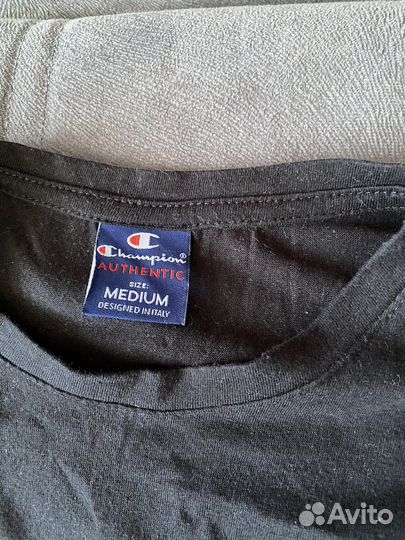 Champion®
AUTHENTIC
SIZE:
MEDIUM
DESIGNED IN ITALY
Avito